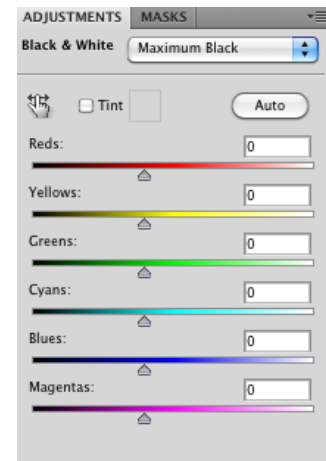 ADJUSTMENTS MASKS
Black & White Maximum Black
Tint Auto
Reds: 0
Yellows: 0
Greens: 0
Cyans: 0
Blues: 0
Magentas: 0